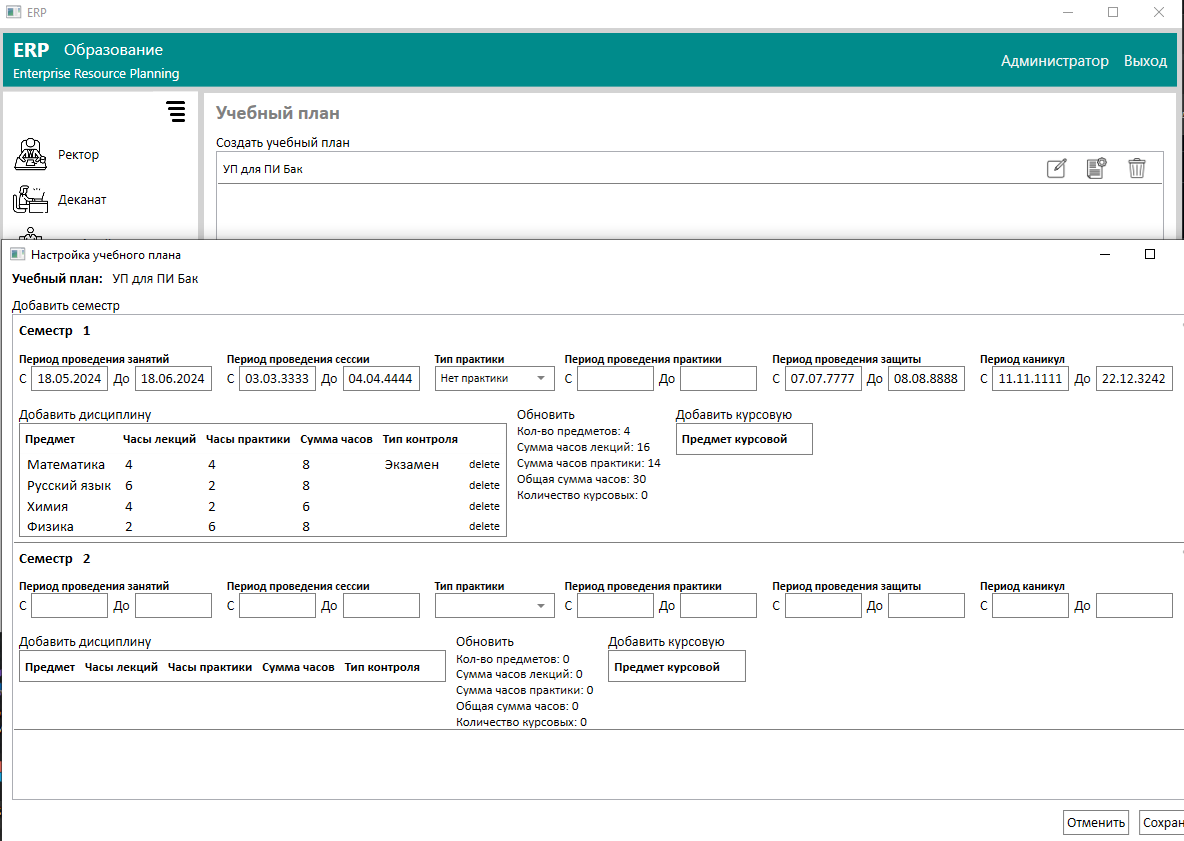 ERP
ERP Образование
Enterprise Resource Planning
Администратор Выход
Учебный план
Создать учебный план
Ректор
УП для ПИ Бак
Деканат
Настройка учебного плана
Учебный план: УП для ПИ Бак
Добавить семестр
Семестр 1
Период проведения занятий Период проведения сессии Тип практики Период проведения практики Период проведения защиты Период каникул
С 18.05.2024 До 18.06.2024 С 03.03.3333 До 04.04.4444 Нет практики С До С 07.07.7777 До 08.08.8888 С 11.11.1111 До 22.12.3242
Добавить дисциплину Обновить Добавить курсовую
Предмет Часы лекций Часы практики Сумма часов Тип контроля
Математика 4 4 8 Экзамен delete
Русский язык 6 2 8 delete
Химия 4 2 6 delete
Физика 2 6 8 delete
Кол-во предметов: 4
Сумма часов лекций: 16
Сумма часов практики: 14
Общая сумма часов: 30
Количество курсовых: 0
Предмет курсовой
Семестр 2
Период проведения занятий Период проведения сессии Тип практики Период проведения практики Период проведения защиты Период каникул
С До С До С До С До С До
Добавить дисциплину Обновить Добавить курсовую
Предмет Часы лекций Часы практики Сумма часов Тип контроля
Кол-во предметов: 0
Сумма часов лекций: 0
Сумма часов практики: 0
Общая сумма часов: 0
Количество курсовых: 0
Предмет курсовой
Отменить Сохран